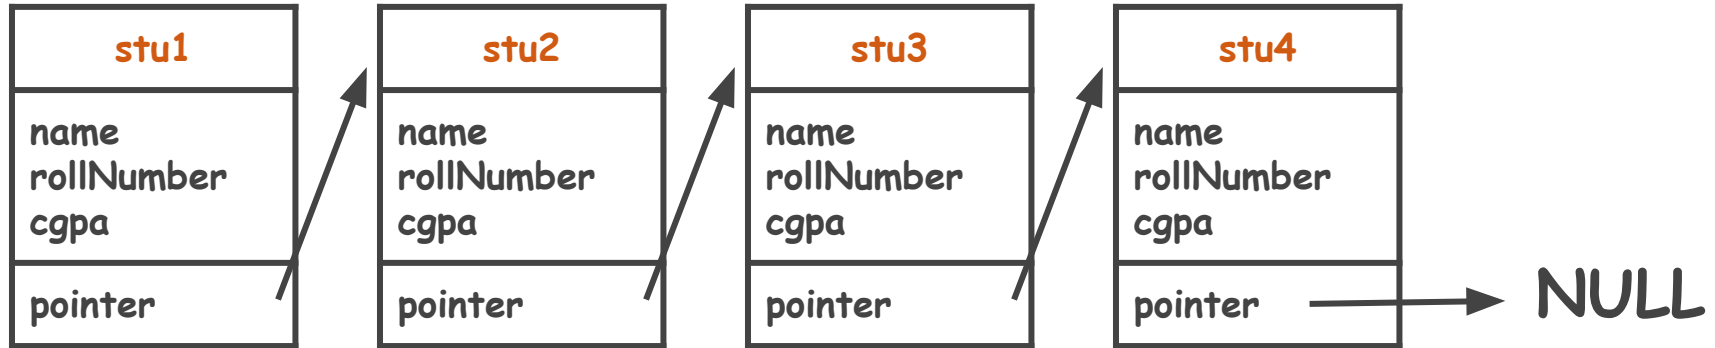 stu1
name
rollNumber
cgpa
pointer
stu2
name
rollNumber
cgpa
pointer
stu3
name
rollNumber
cgpa
pointer
stu4
name
rollNumber
cgpa
pointer
NULL